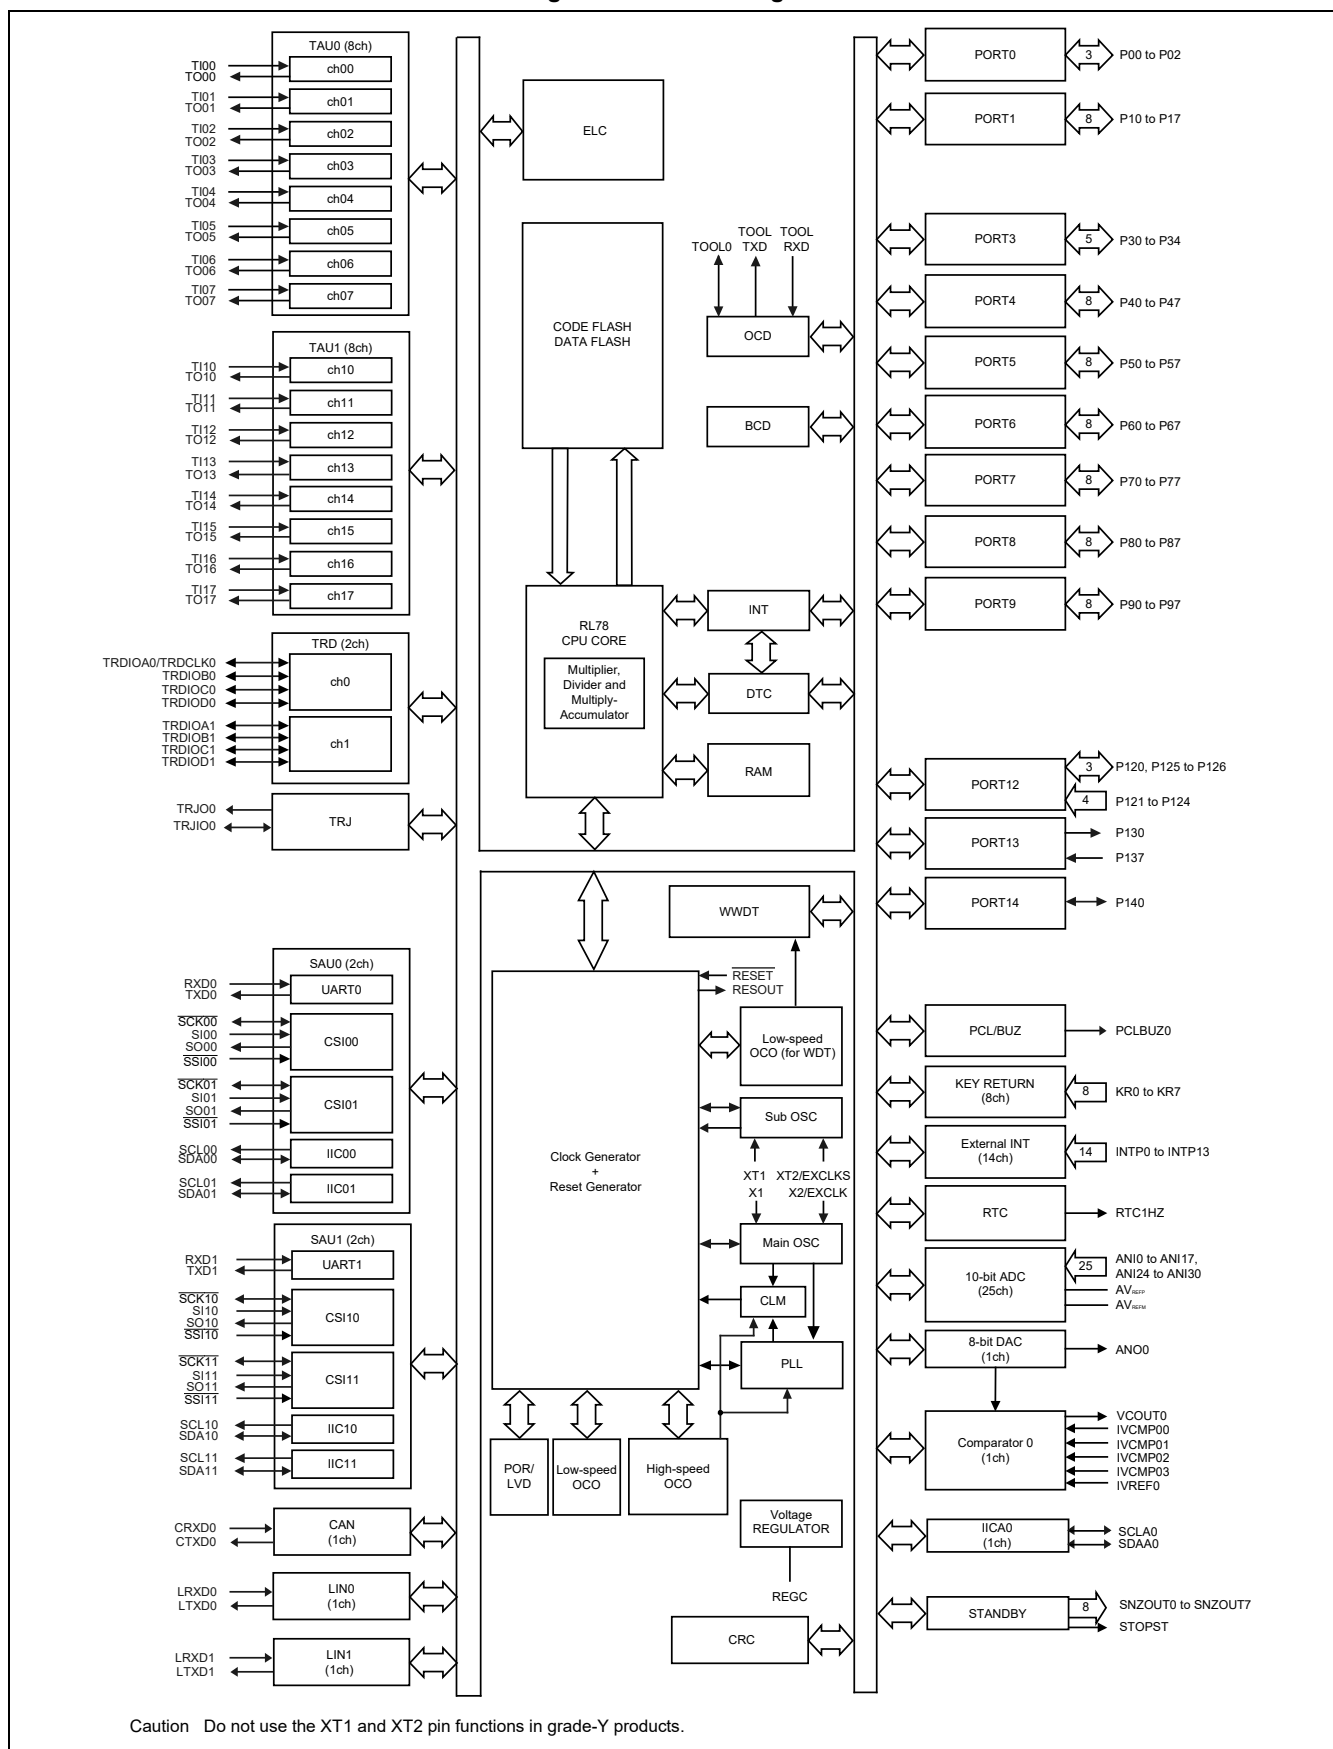 TAU0 (8ch)
TI00
TO00
ch00
TI01
TO01
ch01
TI02
TO02
ch02
TI03
TO03
ch03
TI04
TO04
ch04
TI05
TO05
ch05
TI06
TO06
ch06
TI07
TO07
ch07
TAU1 (8ch)
TI10
TO10
ch10
TI11
TO11
ch11
TI12
TO12
ch12
TI13
TO13
ch13
TI14
TO14
ch14
TI15
TO15
ch15
TI16
TO16
ch16
TI17
TO17
ch17
TRD (2ch)
TRDIOA0/TRDCLK0
TRDIOB0
TRDIOC0
TRDIOD0
ch0
TRDIOA1
TRDIOB1
TRDIOC1
TRDIOD1
ch1
TRJO0
TRJIO0
TRJ
SAU0 (2ch)
RXD0
TXD0
UART0
SCK00
SI00
SO00
SSI00
CSI00
SCK01
SI01
SO01
SSI01
CSI01
SCL00
SDA00
IIC00
SCL01
SDA01
IIC01
SAU1 (2ch)
RXD1
TXD1
UART1
SCK10
SI10
SO10
SSI10
CSI10
SCK11
SI11
SO11
SSI11
CSI11
SCL10
SDA10
IIC10
SCL11
SDA11
IIC11
CRXD0
CTXD0
CAN
(1ch)
LRXD0
LTXD0
LIN0
(1ch)
LRXD1
LTXD1
LIN1
(1ch)
ELC
CODE FLASH
DATA FLASH
TOOL0
TOOL
TXD
TOOL
RXD
OCD
BCD
RL78
CPU CORE
Multiplier,
Divider and
Multiply-
Accumulator
INT
DTC
RAM
WWDT
RESET
RESOUT
Clock Generator
+
Reset Generator
Low-speed
OCO (for WDT)
Sub OSC
XT1 XT2/EXCLKS
X1 X2/EXCLK
Main OSC
CLM
PLL
POR/
LVD
Low-speed
OCO
High-speed
OCO
Voltage
REGULATOR
REGC
CRC
PORT0
3
P00 to P02
PORT1
8
P10 to P17
PORT3
5
P30 to P34
PORT4
8
P40 to P47
PORT5
8
P50 to P57
PORT6
8
P60 to P67
PORT7
8
P70 to P77
PORT8
8
P80 to P87
PORT9
8
P90 to P97
PORT12
3
P120, P125 to P126
4
P121 to P124
PORT13
P130
P137
PORT14
P140
PCL/BUZ
PCLBUZ0
KEY RETURN
(8ch)
8
KR0 to KR7
External INT
(14ch)
14
INTP0 to INTP13
RTC
RTC1HZ
10-bit ADC
(25ch)
25
ANI0 to ANI17,
ANI24 to ANI30
AVREFP
AVREFM
8-bit DAC
(1ch)
ANO0
Comparator 0
(1ch)
VCOUT0
IVCMP00
IVCMP01
IVCMP02
IVCMP03
IVREF0
IICA0
(1ch)
SCLA0
SDAA0
STANDBY
8
SNZOUT0 to SNZOUT7
STOPST
Caution Do not use the XT1 and XT2 pin functions in grade-Y products.